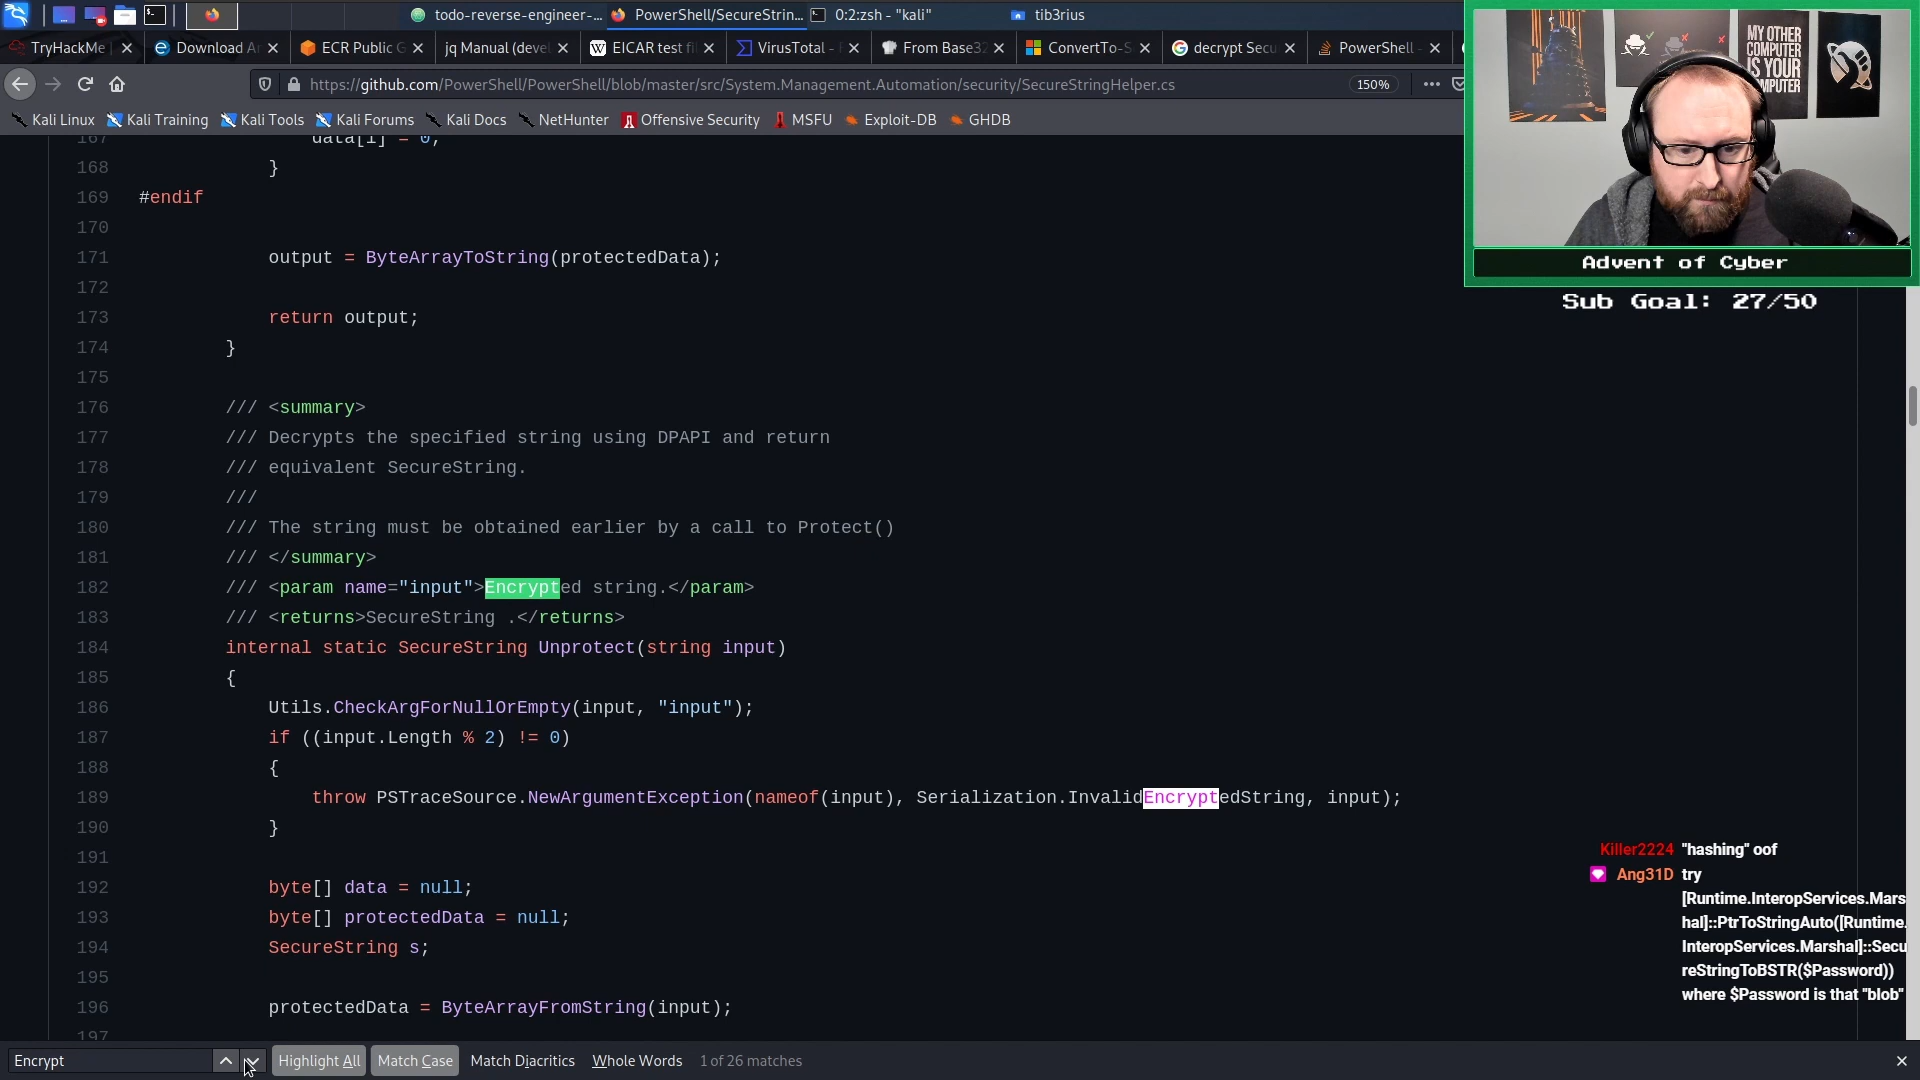 todo-reverse-engineer-...
PowerShell/SecureStrin...
0:2:zsh - "kali"
tib3rius
TryHackMe
Download A
ECR Public G
jq Manual (deve
EICAR test fi
VirusTotal - F
From Base32
ConvertTo-S
decrypt Secu
PowerShell -
https://github.com/PowerShell/PowerShell/blob/master/src/System.Management.Automation/security/SecureStringHelper.cs
150%
Kali Linux
Kali Training
Kali Tools
Kali Forums
Kali Docs
NetHunter
Offensive Security
MSFU
Exploit-DB
GHDB
MY OTHER
COMPUTER
IS YOUR
COMPUTER
Advent of Cyber
Sub Goal: 27/50
167 data[i] = 0;
168 }
169 #endif
170
171 output = ByteArrayToString(protectedData);
172
173 return output;
174 }
175
176 /// <summary>
177 /// Decrypts the specified string using DPAPI and return
178 /// equivalent SecureString.
179 ///
180 /// The string must be obtained earlier by a call to Protect()
181 /// </summary>
182 /// <param name="input">Encrypted string.</param>
183 /// <returns>SecureString .</returns>
184 internal static SecureString Unprotect(string input)
185 {
186 Utils.CheckArgForNullOrEmpty(input, "input");
187 if ((input.Length % 2) != 0)
188 {
189 throw PSTraceSource.NewArgumentException(nameof(input), Serialization.InvalidEncryptedString, input);
190 }
191
192 byte[] data = null;
193 byte[] protectedData = null;
194 SecureString s;
195
196 protectedData = ByteArrayFromString(input);
197
Killer2224 "hashing" oof
Ang31D try
[Runtime.InteropServices.Mars
hal]::PtrToStringAuto([Runtime.
InteropServices.Marshal]::Secu
reStringToBSTR($Password))
where $Password is that "blob"
Encrypt
Highlight All
Match Case
Match Diacritics
Whole Words
1 of 26 matches